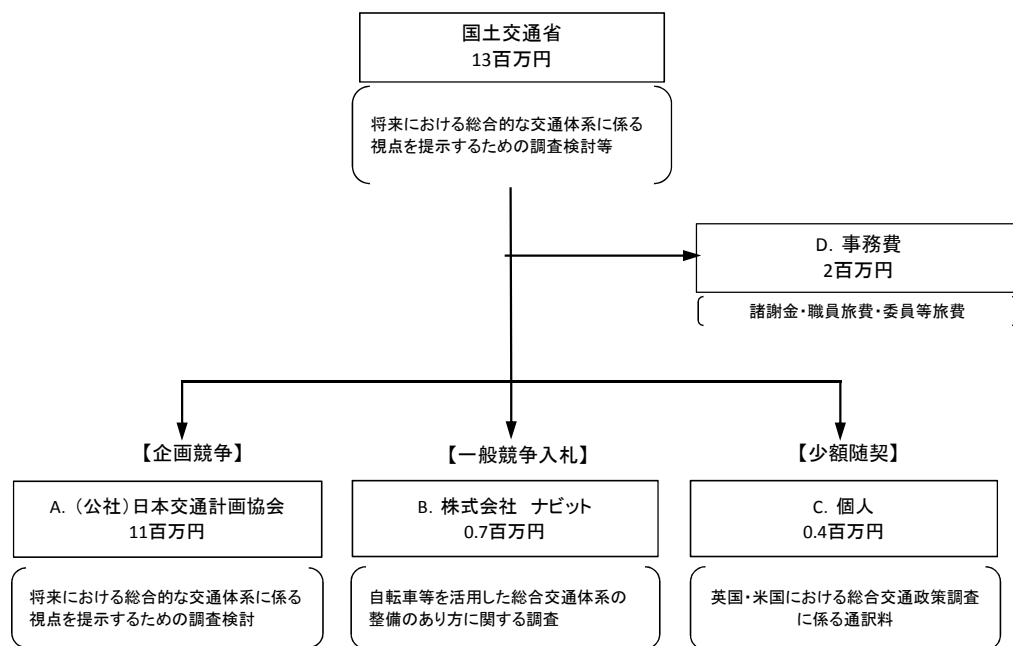 国土交通省
13百万円
将来における総合的な交通体系に係る
視点を提示するための調査検討等
D. 事務費
2百万円
諸謝金・職員旅費・委員等旅費
【企画競争】
A. （公社）日本交通計画協会
11百万円
将来における総合的な交通体系に係る
視点を提示するための調査検討
【一般競争入札】
B. 株式会社　ナビット
0.7百万円
自転車等を活用した総合交通体系の
整備のあり方に関する調査
【少額随契】
C. 個人
0.4百万円
英国・米国における総合交通政策調査
に係る通訳料